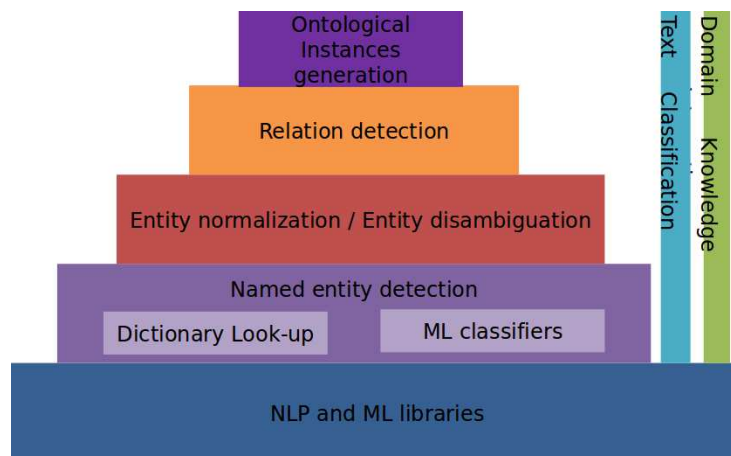 Ontological
Instances
generation
Relation detection
Entity normalization / Entity disambiguation
Named entity detection
Dictionary Look-up
ML classifiers
NLP and ML libraries
Text Classification
Domain Knowledge